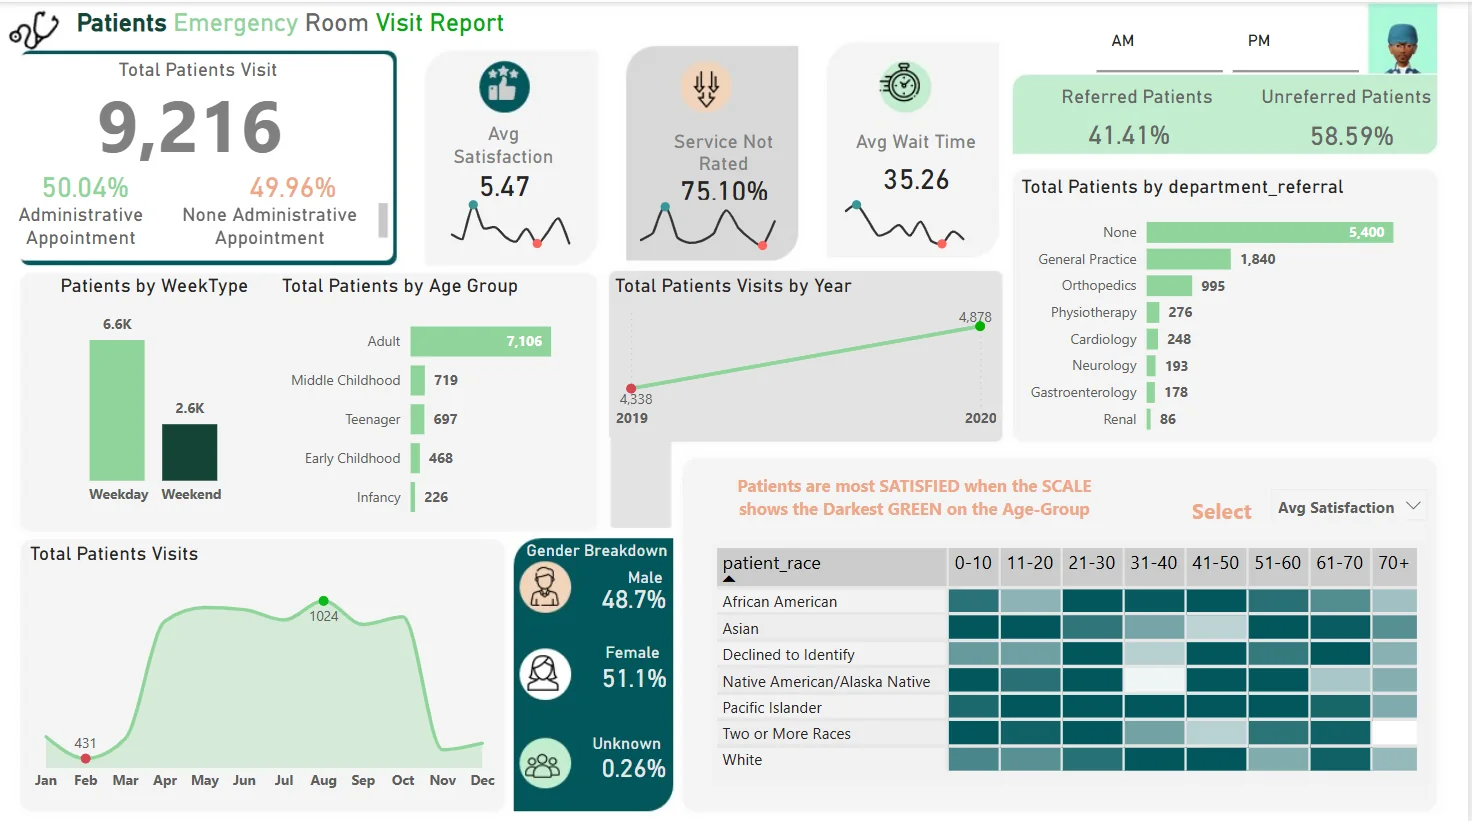 Patients Emergency Room Visit Report
AM
PM
Total Patients Visit
9,216
50.04%
Administrative
Appointment
49.96%
None Administrative
Appointment
Avg
Satisfaction
5.47
Service Not
Rated
75.10%
Avg Wait Time
35.26
Referred Patients
41.41%
Unreferred Patients
58.59%
Total Patients by department_referral
None 5,400
General Practice 1,840
Orthopedics 995
Physiotherapy 276
Cardiology 248
Neurology 193
Gastroenterology 178
Renal 86
Patients by WeekType
6.6K
2.6K
Weekday Weekend
Total Patients by Age Group
Adult 7,106
Middle Childhood 719
Teenager 697
Early Childhood 468
Infancy 226
Total Patients Visits by Year
4,878
4,338
2019 2020
Total Patients Visits
1024
431
Jan Feb Mar Apr May Jun Jul Aug Sep Oct Nov Dec
Gender Breakdown
Male
48.7%
Female
51.1%
Unknown
0.26%
Patients are most SATISFIED when the SCALE
shows the Darkest GREEN on the Age-Group
Select
Avg Satisfaction
patient_race 0-10 11-20 21-30 31-40 41-50 51-60 61-70 70+
African American
Asian
Declined to Identify
Native American/Alaska Native
Pacific Islander
Two or More Races
White